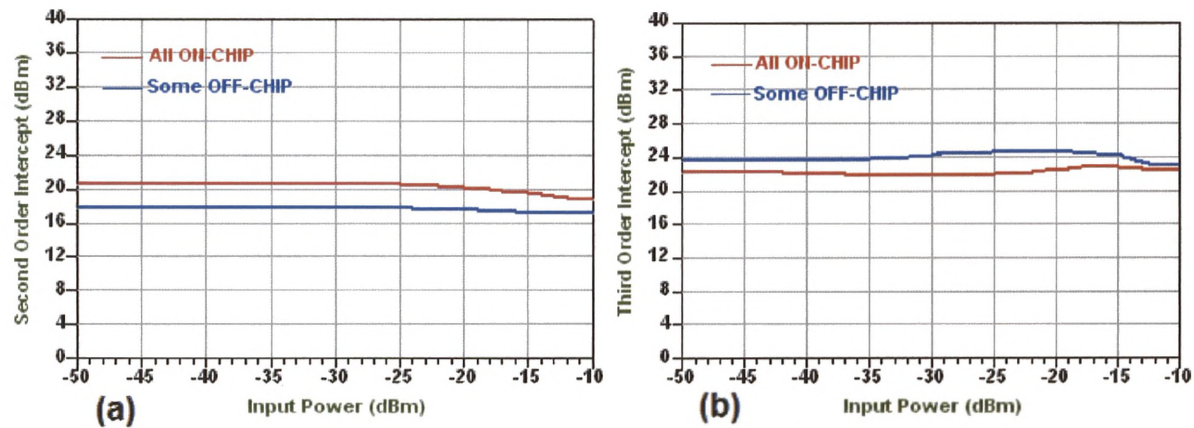 40
36
32
28
24
20
16
12
8
4
0
Second Order Intercept (dBm)
All ON-CHIP
Some OFF-CHIP
-50 -45 -40 -35 -30 -25 -20 -15 -10
(a) Input Power (dBm)
40
36
32
28
24
20
16
12
8
4
0
Third Order Intercept (dBm)
All ON-CHIP
Some OFF-CHIP
-50 -45 -40 -35 -30 -25 -20 -15 -10
(b) Input Power (dBm)